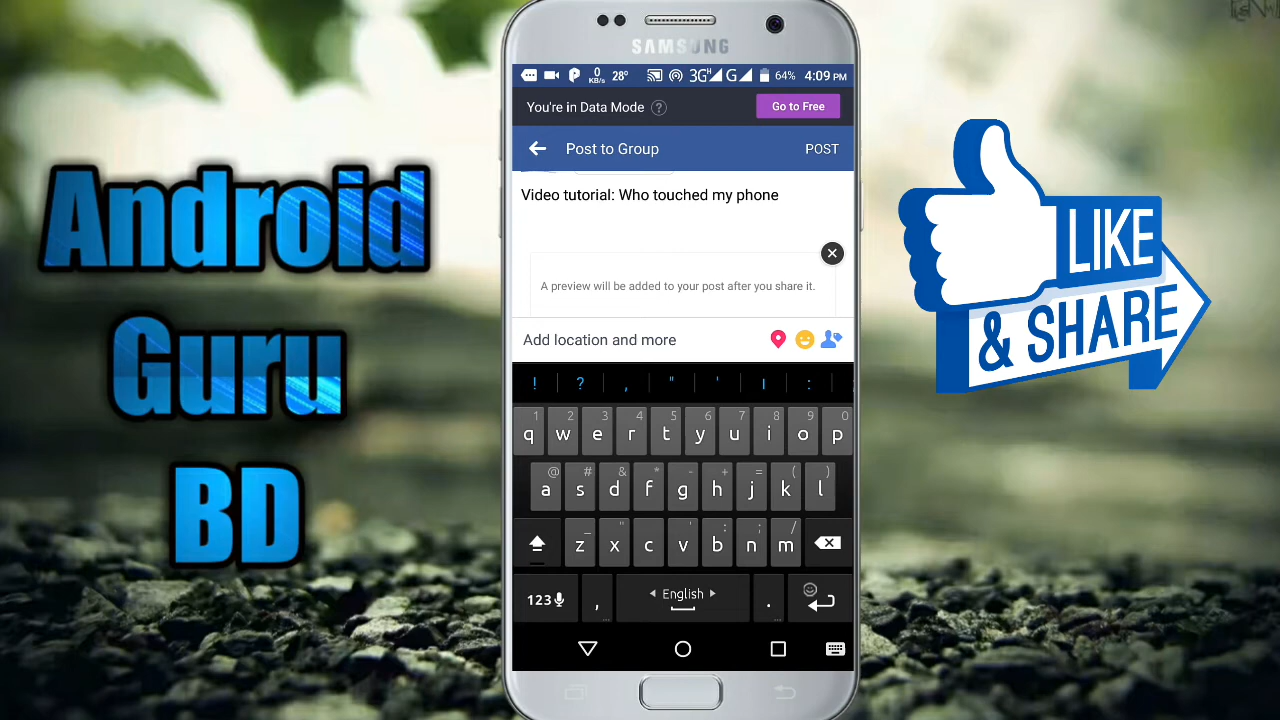 Android
Guru
BD
SAMSUNG
0
KB/s
28°
3G H
G
64%
4:09 PM
You're in Data Mode ?
Go to Free
Post to Group
POST
Video tutorial: Who touched my phone
A preview will be added to your post after you share it.
Add location and more
! ? , " ' ı :
1 2 3 4 5 6 7 8 9 0
q w e r t y u i o p
@ # & * - + = ( )
a s d f g h j k l
_ " ' : ; /
z x c v b n m
123 , English .
LIKE
& SHARE